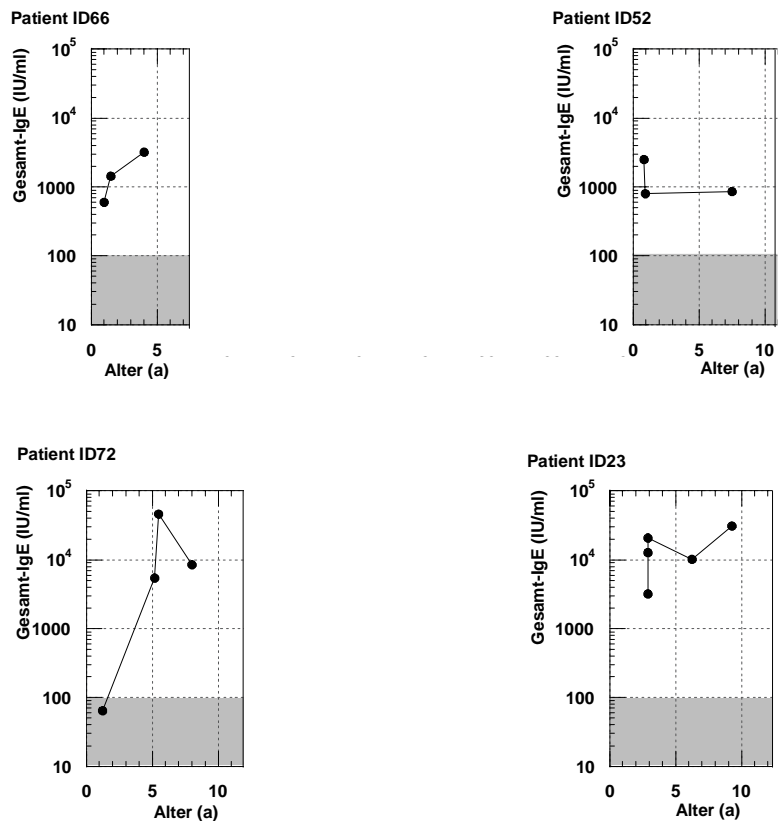 Patient ID66
Gesamt-IgE (IU/ml)
10^5
10^4
1000
100
10
0 5
Alter (a)
Patient ID52
Gesamt-IgE (IU/ml)
10^5
10^4
1000
100
10
0 5 10
Alter (a)
Patient ID72
Gesamt-IgE (IU/ml)
10^5
10^4
1000
100
10
0 5 10
Alter (a)
Patient ID23
Gesamt-IgE (IU/ml)
10^5
10^4
1000
100
10
0 5 10
Alter (a)